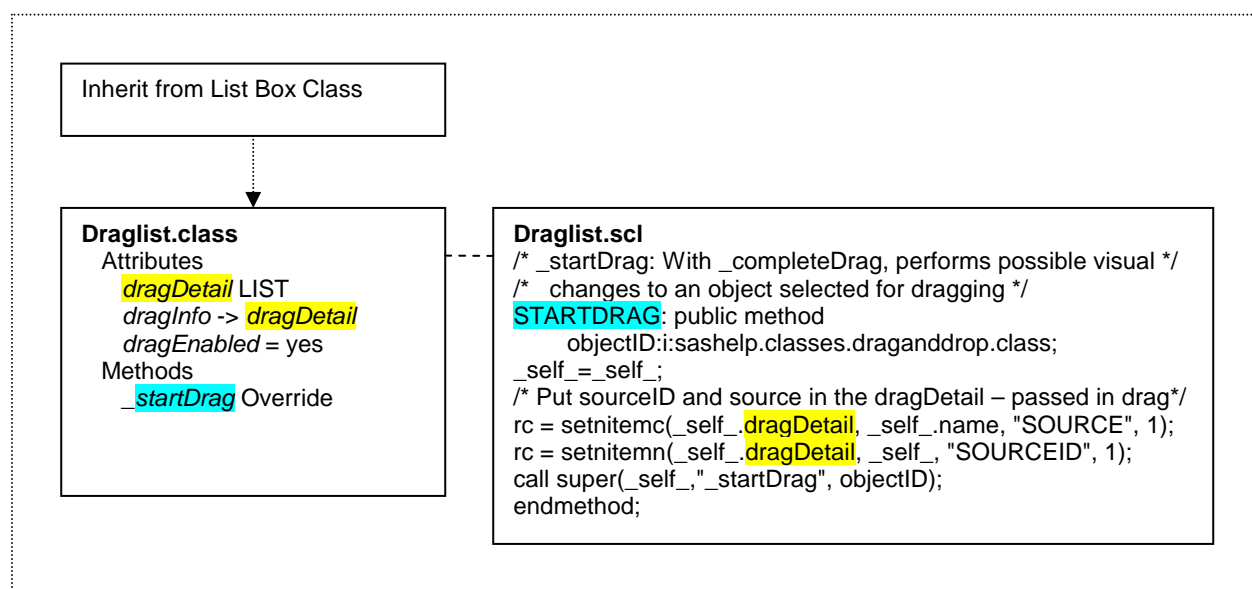 Inherit from List Box Class
Draglist.class
Attributes
dragDetail LIST
dragInfo -> dragDetail
dragEnabled = yes
Methods
_startDrag Override
Draglist.scl
/* _startDrag: With _completeDrag, performs possible visual */
/* changes to an object selected for dragging */
STARTDRAG: public method
objectID:i:sashelp.classes.draganddrop.class;
_self_=_self_;
/* Put sourceID and source in the dragDetail – passed in drag*/
rc = setnitemc(_self_.dragDetail, _self_.name, "SOURCE", 1);
rc = setnitemn(_self_.dragDetail, _self_, "SOURCEID", 1);
call super(_self_,"_startDrag", objectID);
endmethod;